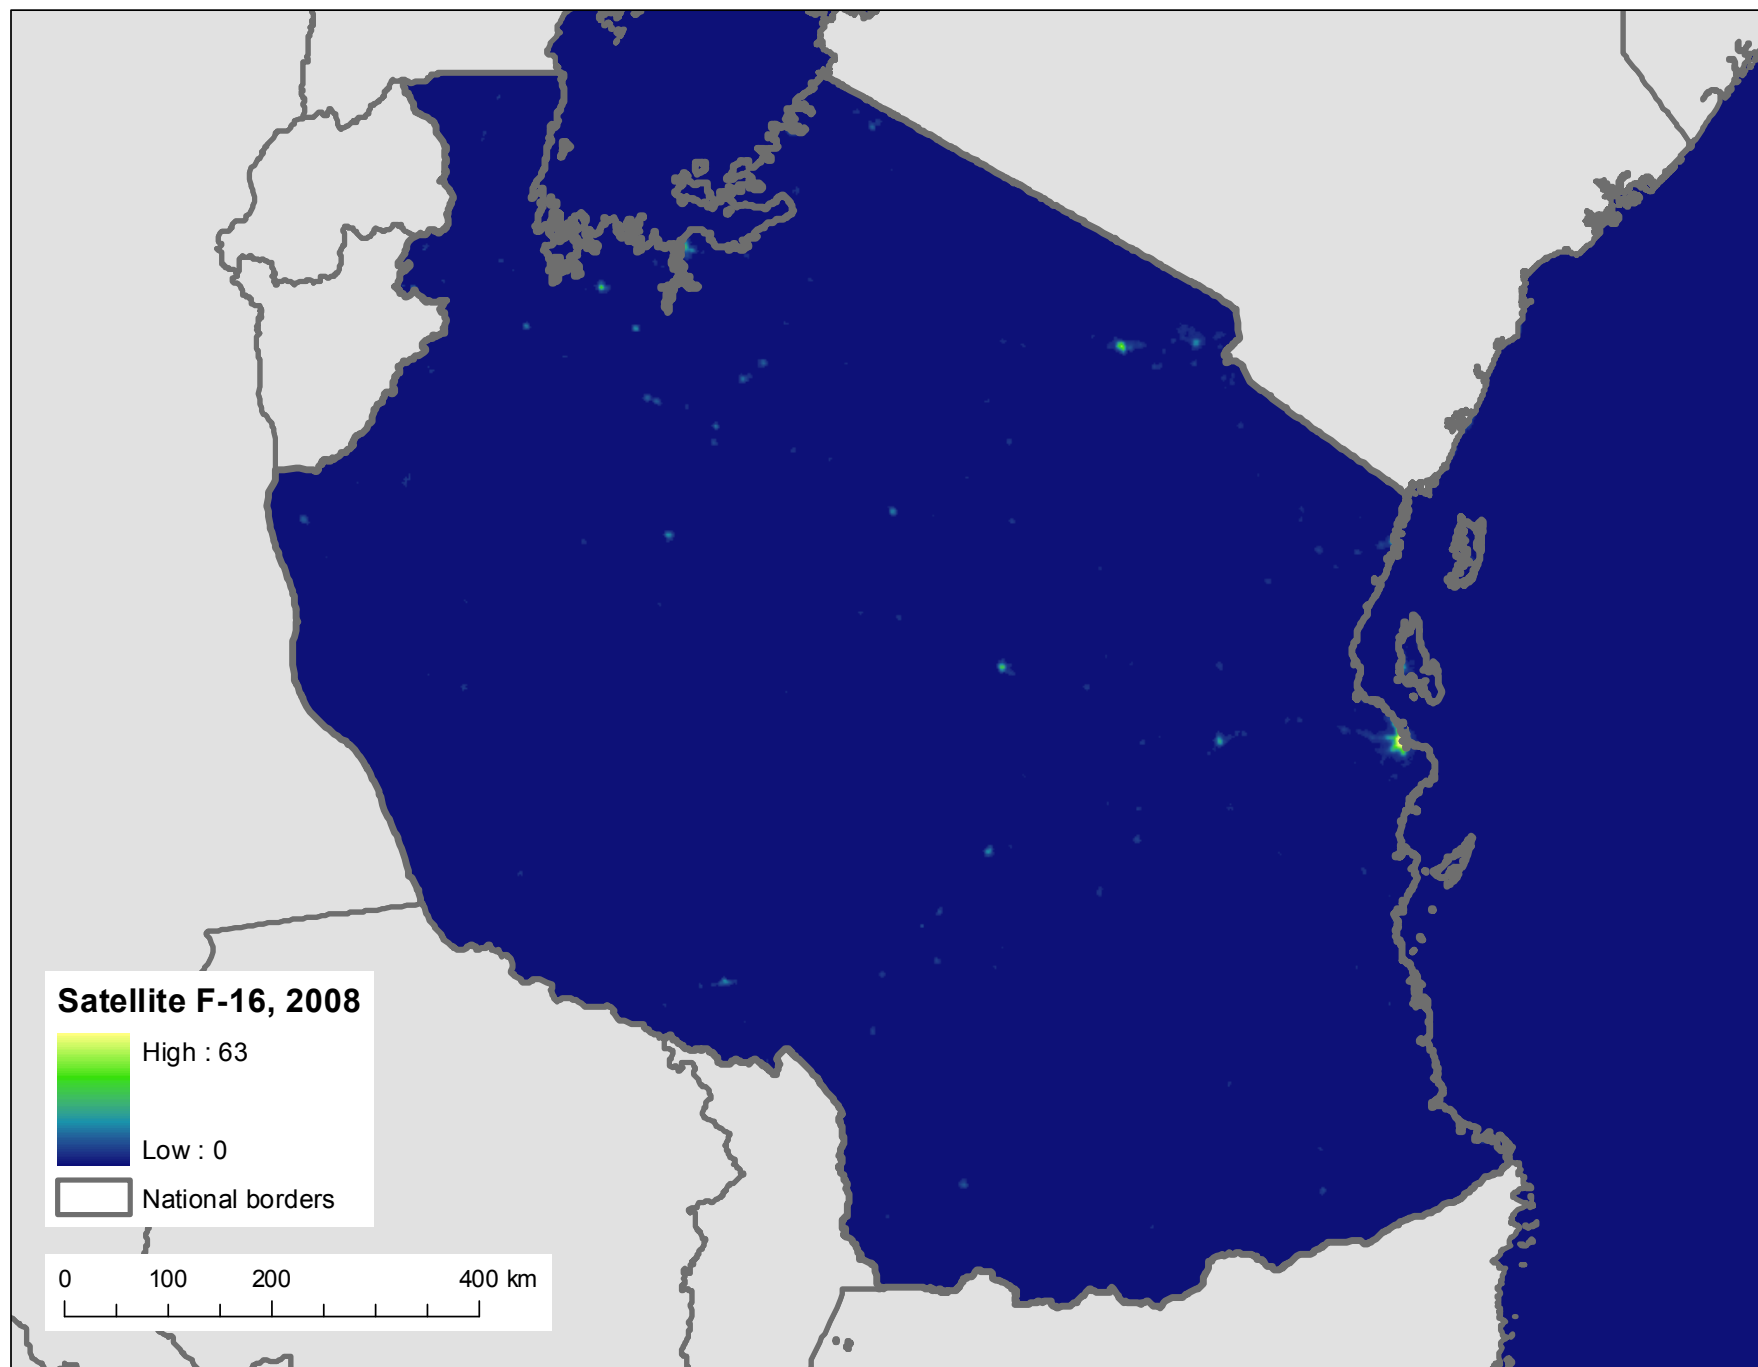 Satellite F-16, 2008
High : 63
Low : 0
National borders
0 100 200 400 km